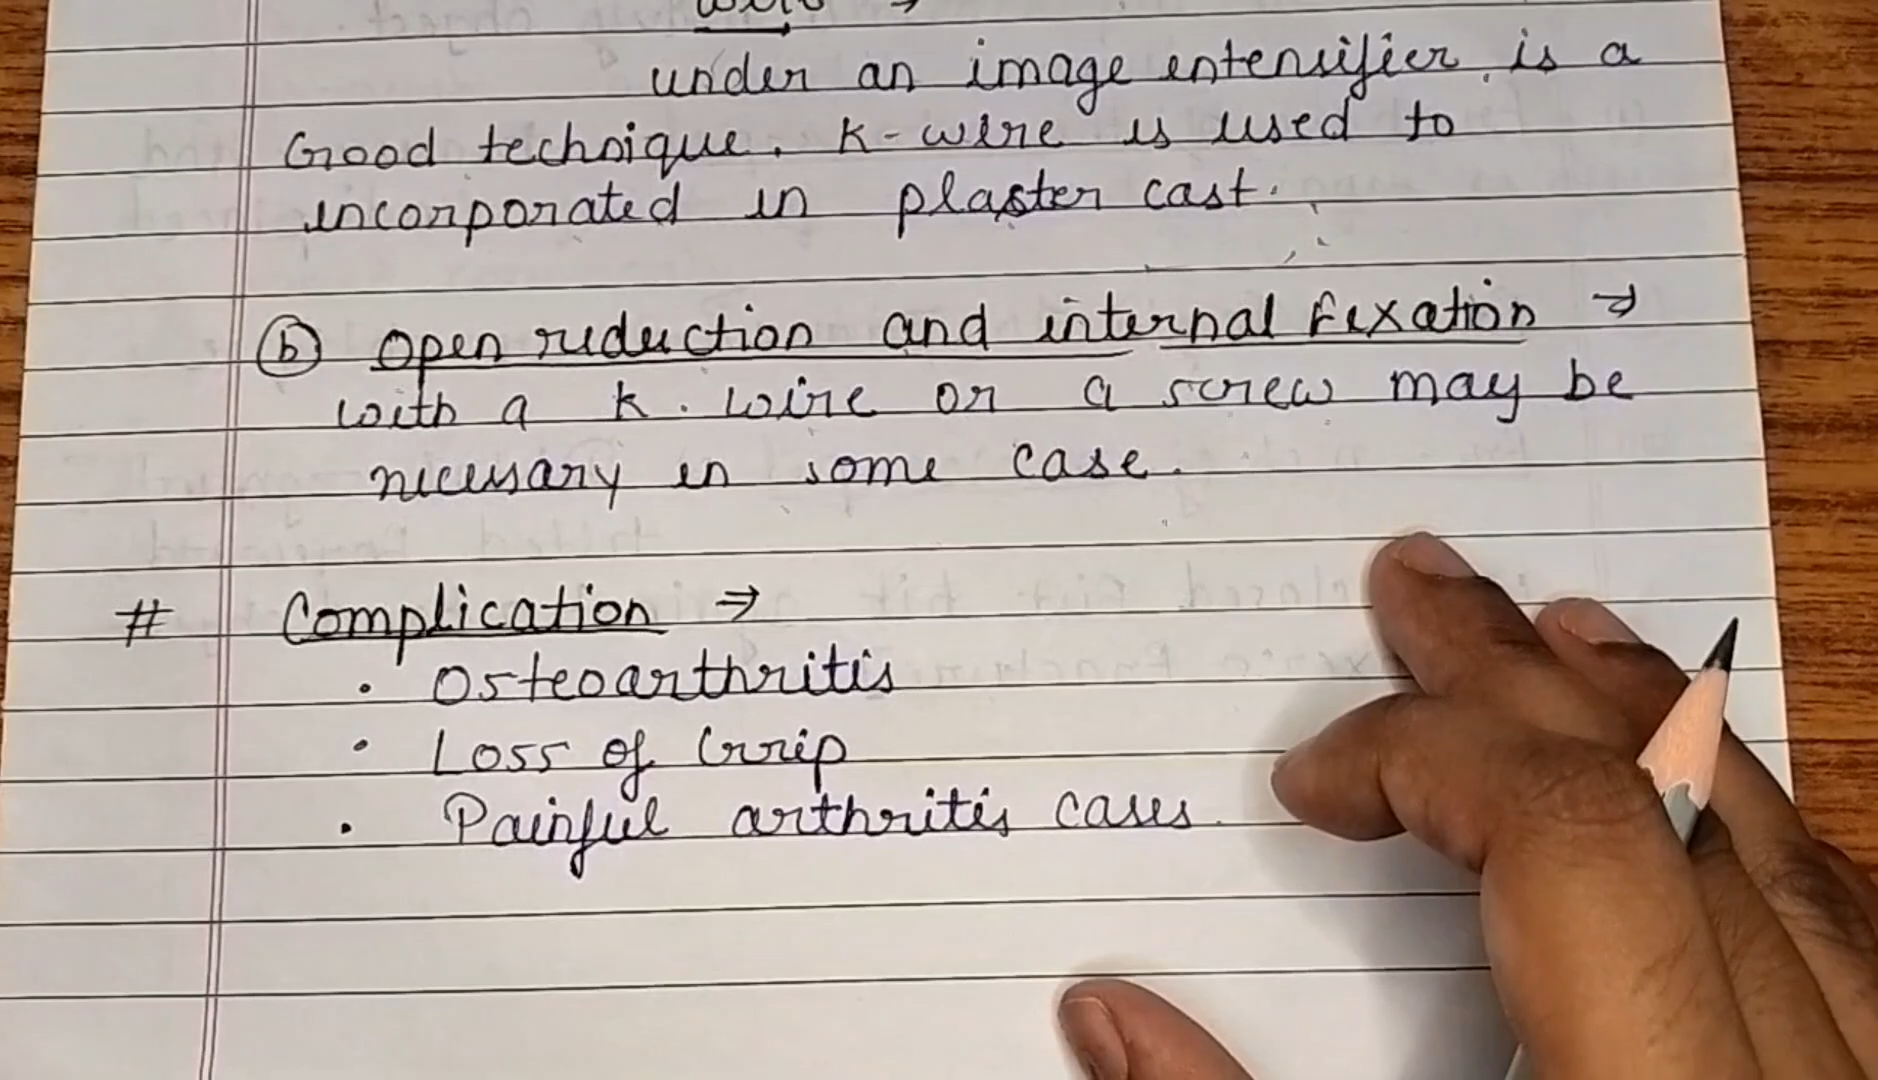 under an image intensifier is a
Good technique. K-wire is used to
incorporated in plaster cast.
(b) Open reduction and internal fixation ⇒
with a K. wire or a screw may be
necessary in some case.
# Complication ⇒
• Osteoarthritis
• Loss of Grip
• Painful arthritis cases.